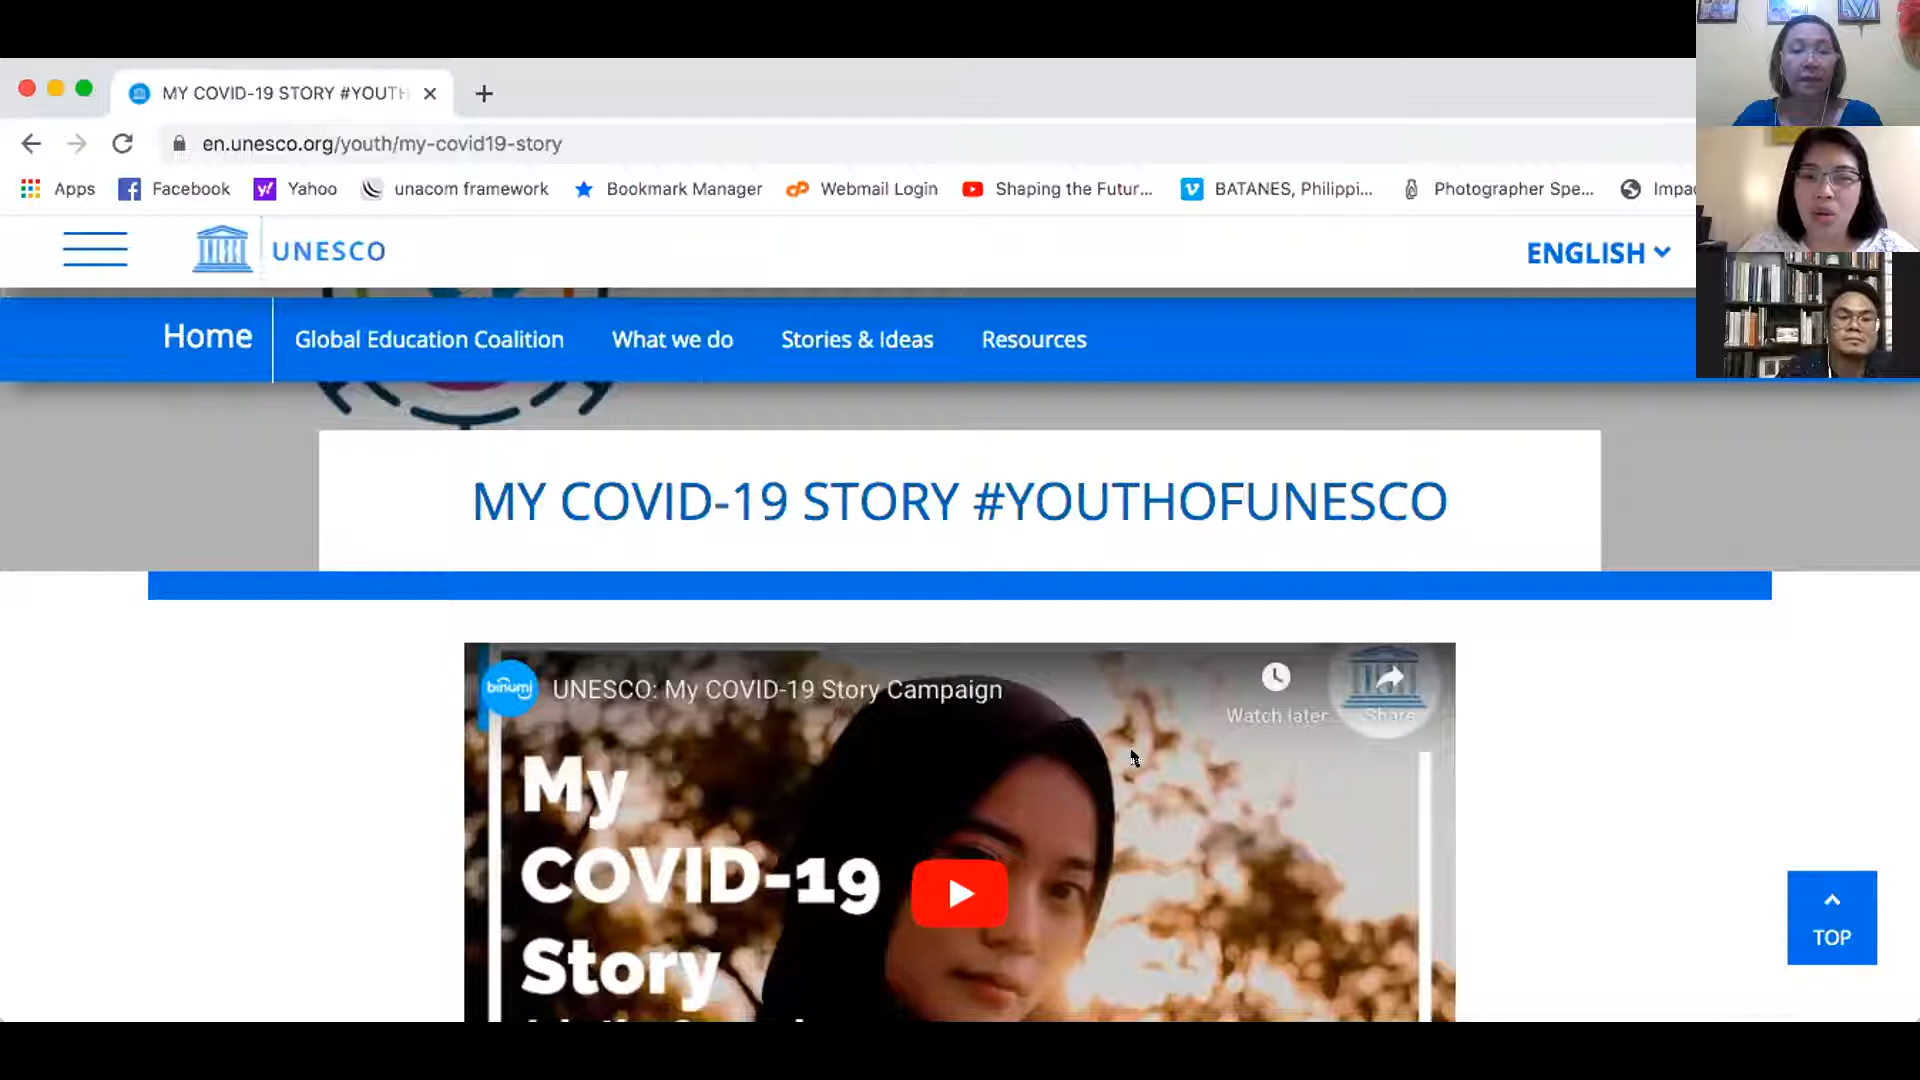 MY COVID-19 STORY #YOUTH
en.unesco.org/youth/my-covid19-story
Apps Facebook Yahoo unacom framework Bookmark Manager Webmail Login Shaping the Futur... BATANES, Philippi... Photographer Spe... Impa
UNESCO ENGLISH
Home Global Education Coalition What we do Stories & Ideas Resources
MY COVID-19 STORY #YOUTHOFUNESCO
binumi UNESCO: My COVID-19 Story Campaign
Watch later Share
My
COVID-19
Story
TOP